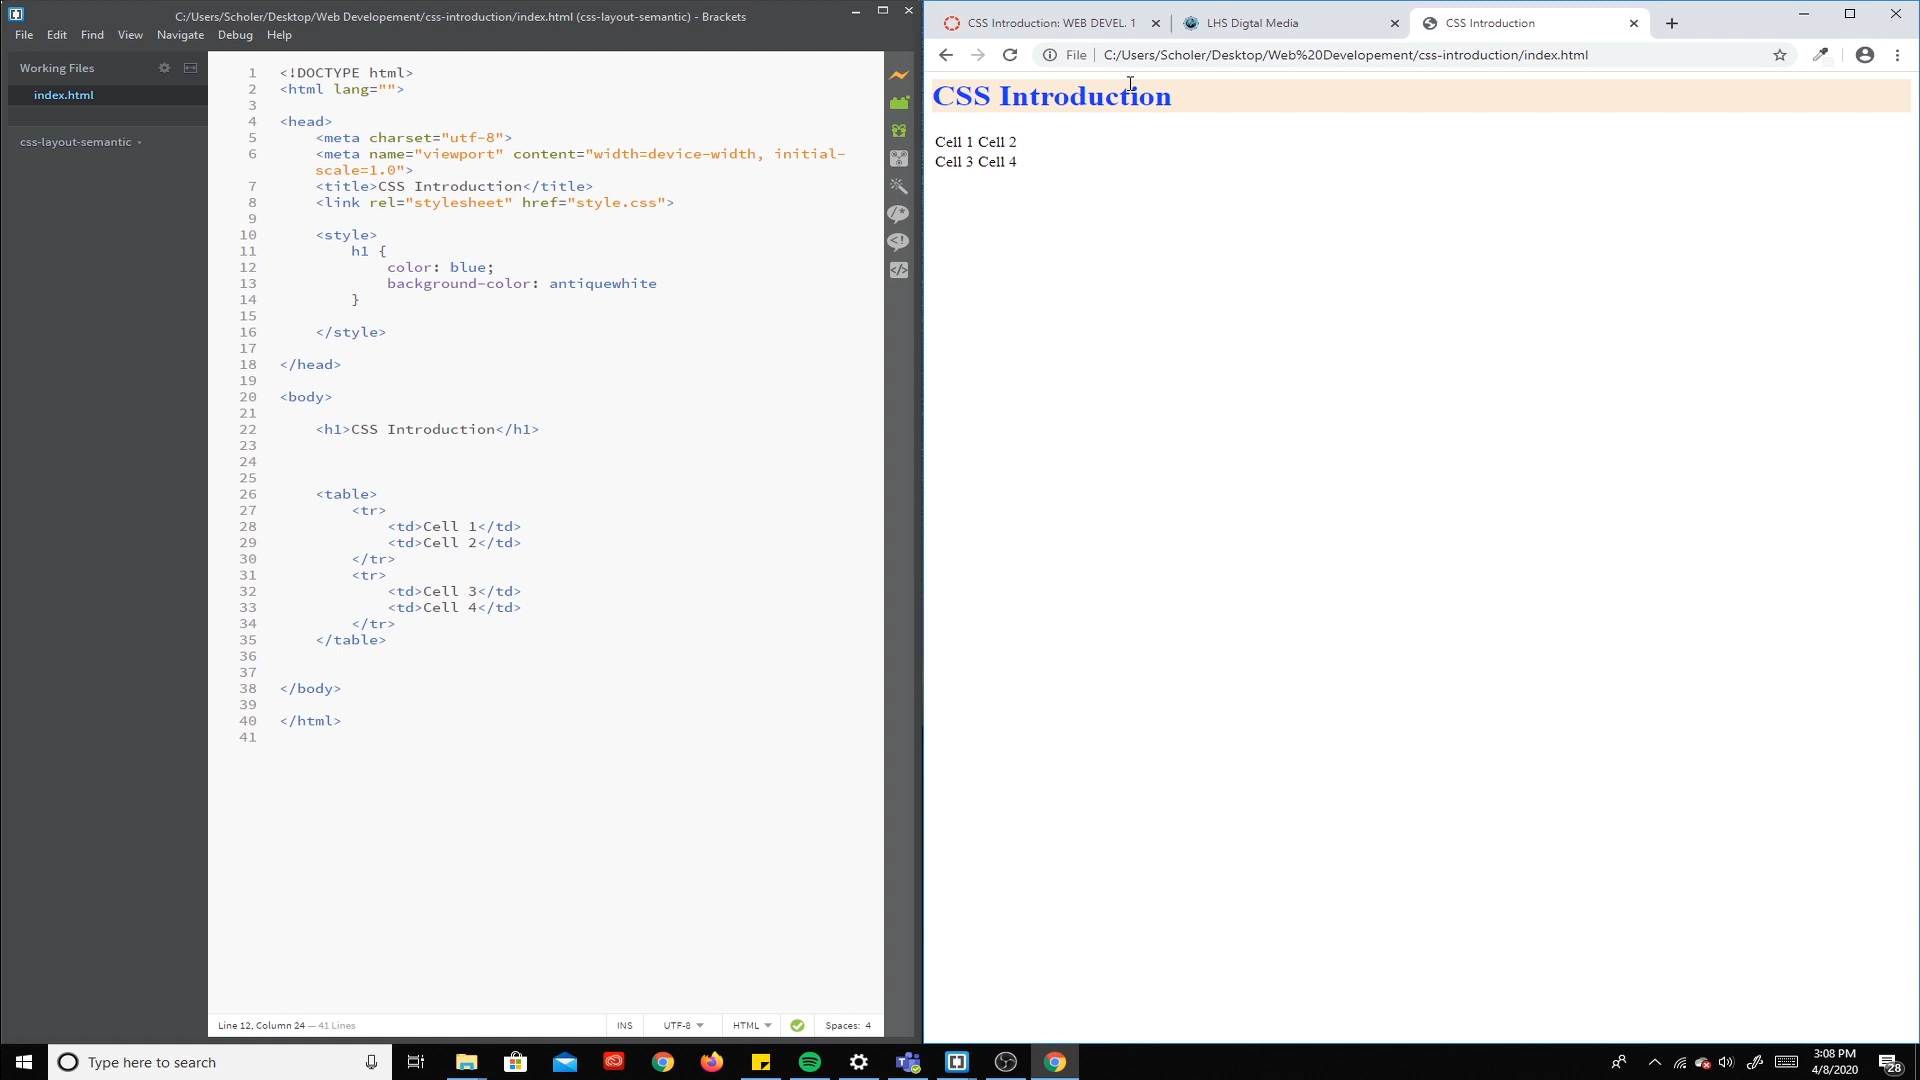 C:/Users/Scholer/Desktop/Web Developement/css-introduction/index.html (css-layout-semantic) - Brackets
File Edit Find View Navigate Debug Help
Working Files
index.html
css-layout-semantic
1 <!DOCTYPE html>
2 <html lang="">
3
4 <head>
5 <meta charset="utf-8">
6 <meta name="viewport" content="width=device-width, initial-
scale=1.0">
7 <title>CSS Introduction</title>
8 <link rel="stylesheet" href="style.css">
9
10 <style>
11 h1 {
12 color: blue;
13 background-color: antiquewhite
14 }
15
16 </style>
17
18 </head>
19
20 <body>
21
22 <h1>CSS Introduction</h1>
23
24
25
26 <table>
27 <tr>
28 <td>Cell 1</td>
29 <td>Cell 2</td>
30 </tr>
31 <tr>
32 <td>Cell 3</td>
33 <td>Cell 4</td>
34 </tr>
35 </table>
36
37
38 </body>
39
40 </html>
41
Line 12, Column 24 — 41 Lines INS UTF-8 HTML Spaces: 4
CSS Introduction: WEB DEVEL. 1 LHS Digtal Media CSS Introduction
File C:/Users/Scholer/Desktop/Web%20Developement/css-introduction/index.html
CSS Introduction
Cell 1 Cell 2
Cell 3 Cell 4
Type here to search
3:08 PM
4/8/2020
28